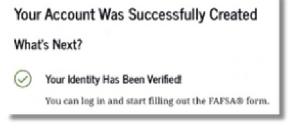 Your Account Was Successfully Created
What's Next?
Your Identity Has Been Verified!
You can log in and start filling out the FAFSA® form.